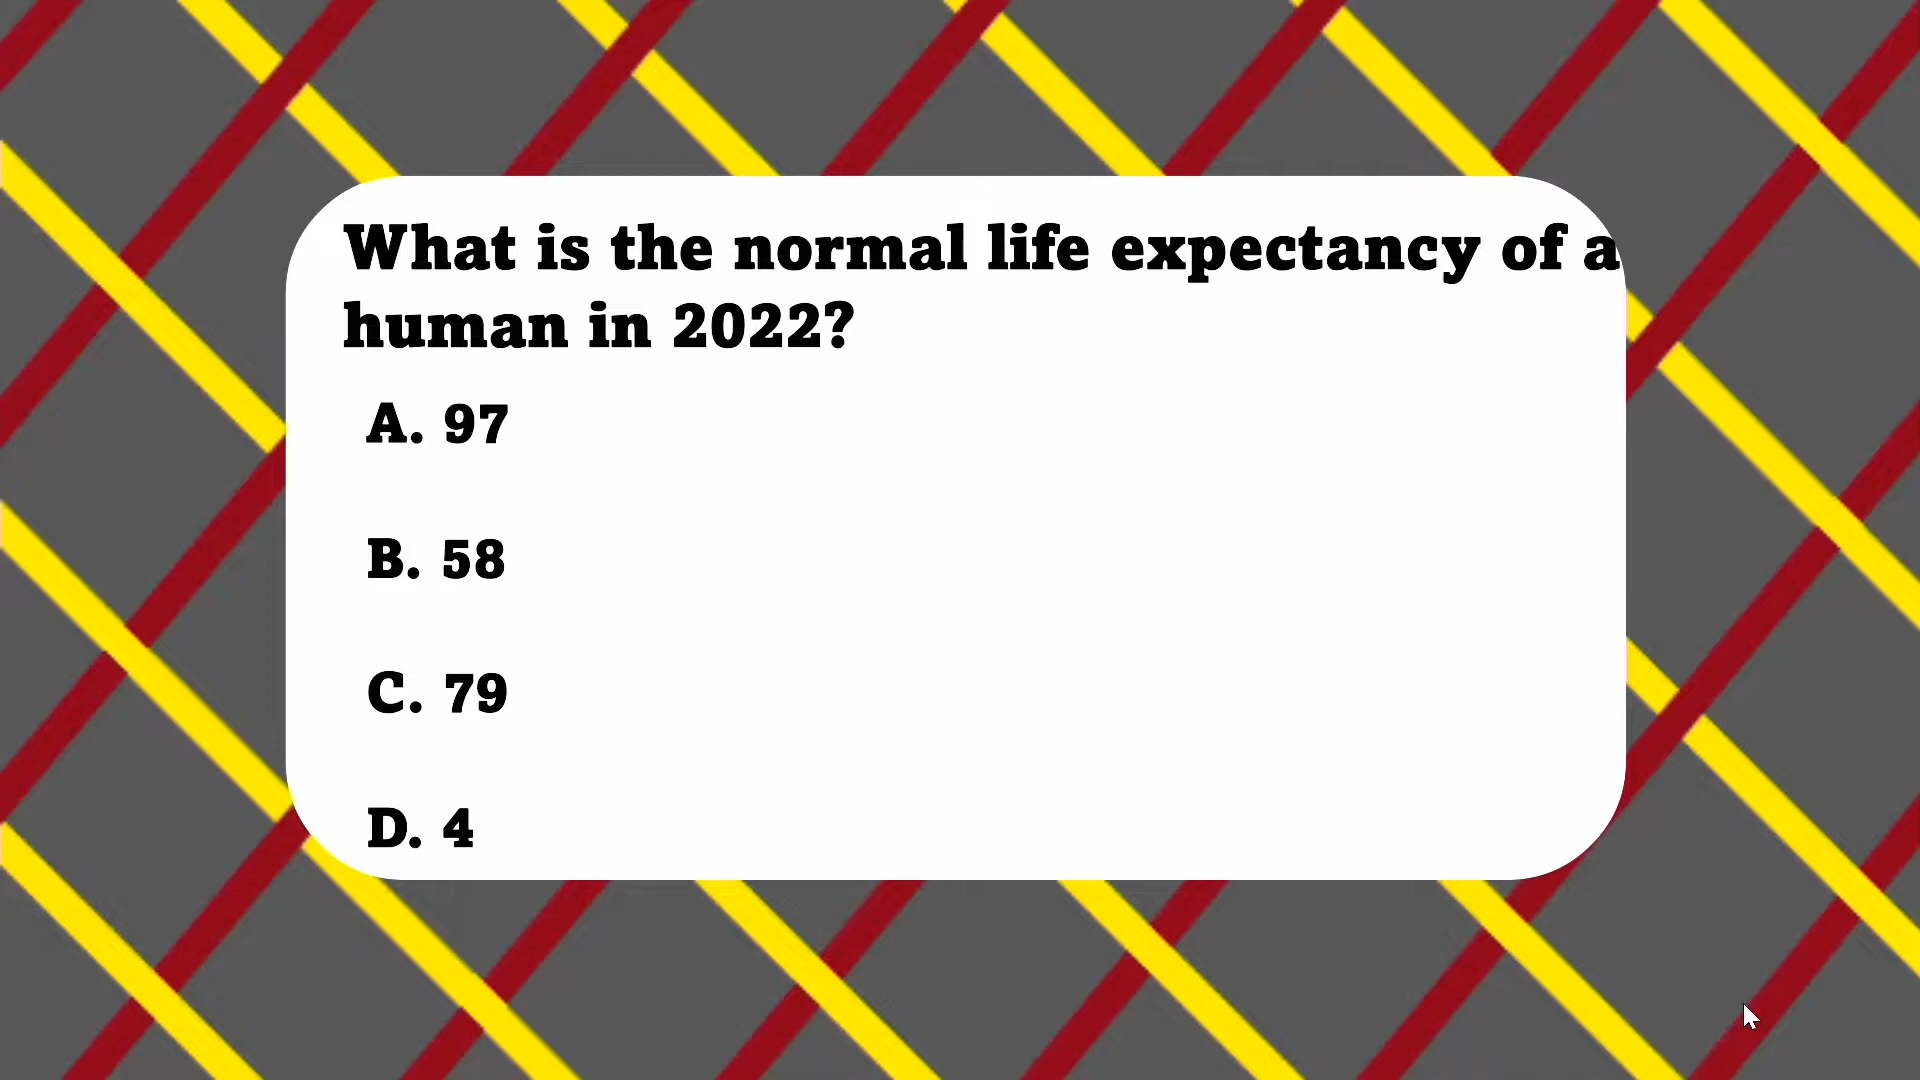 What is the normal life expectancy of a
human in 2022?
A. 97
B. 58
C. 79
D. 4